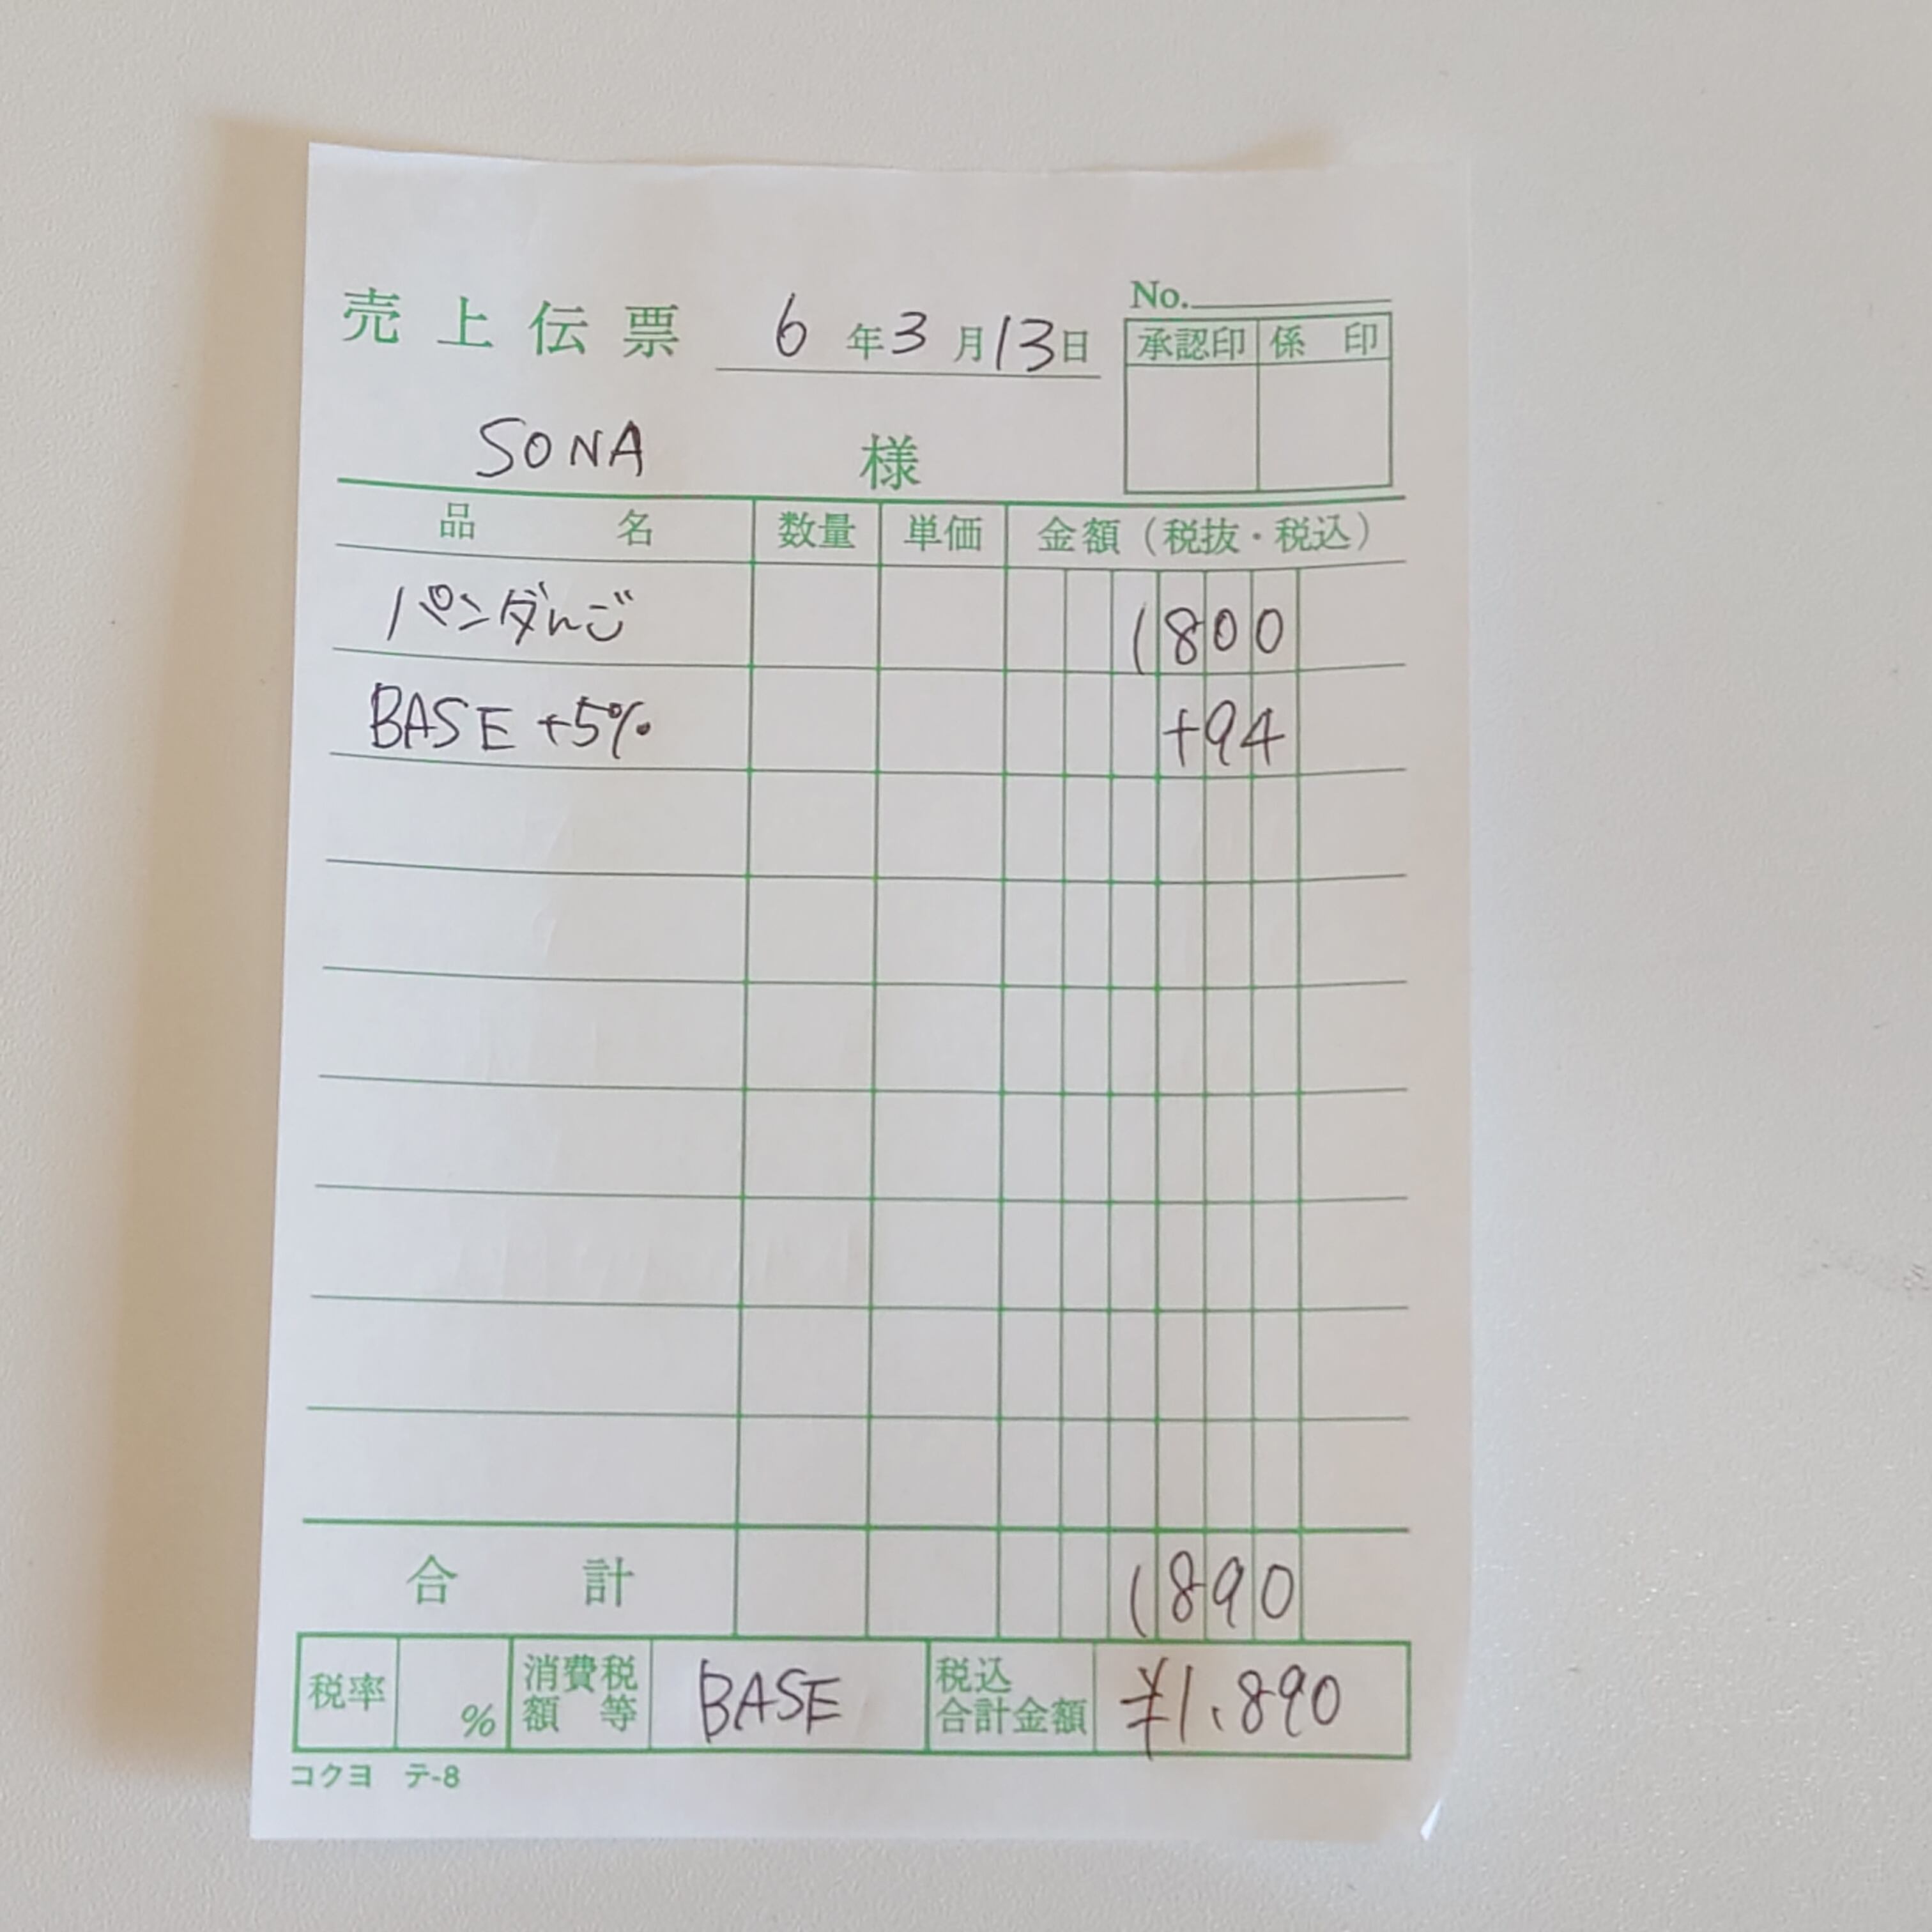 売上伝票 6年3月13日
No.
承認印 係印
SONA 様
品名 数量 単価 金額（税抜・税込）
パンダんご 1800
BASE +5% +94
合計 1890
税率 % 消費税額等 BASE 税込合計金額 ¥1,890
コクヨ テ-8